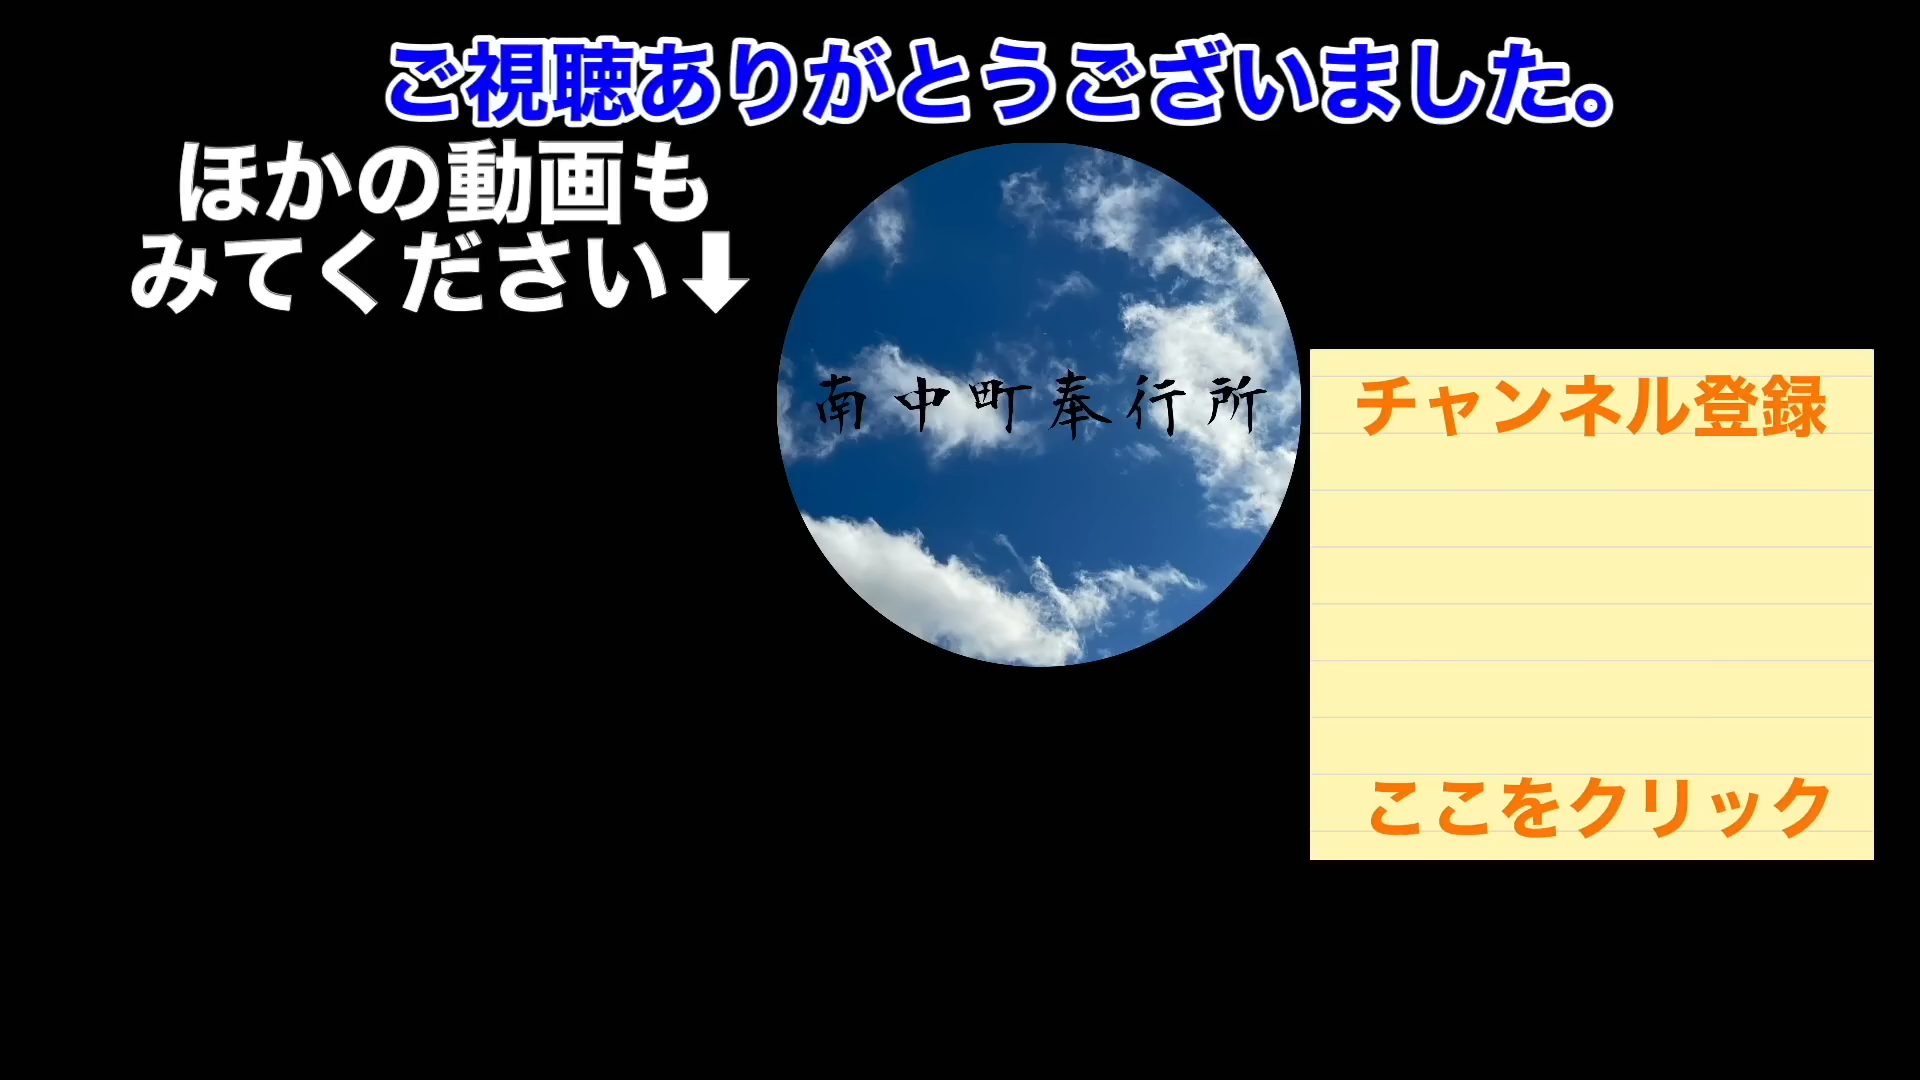 ご視聴ありがとうございました。
ほかの動画も
みてください⬇
南中町奉行所
チャンネル登録
ここをクリック